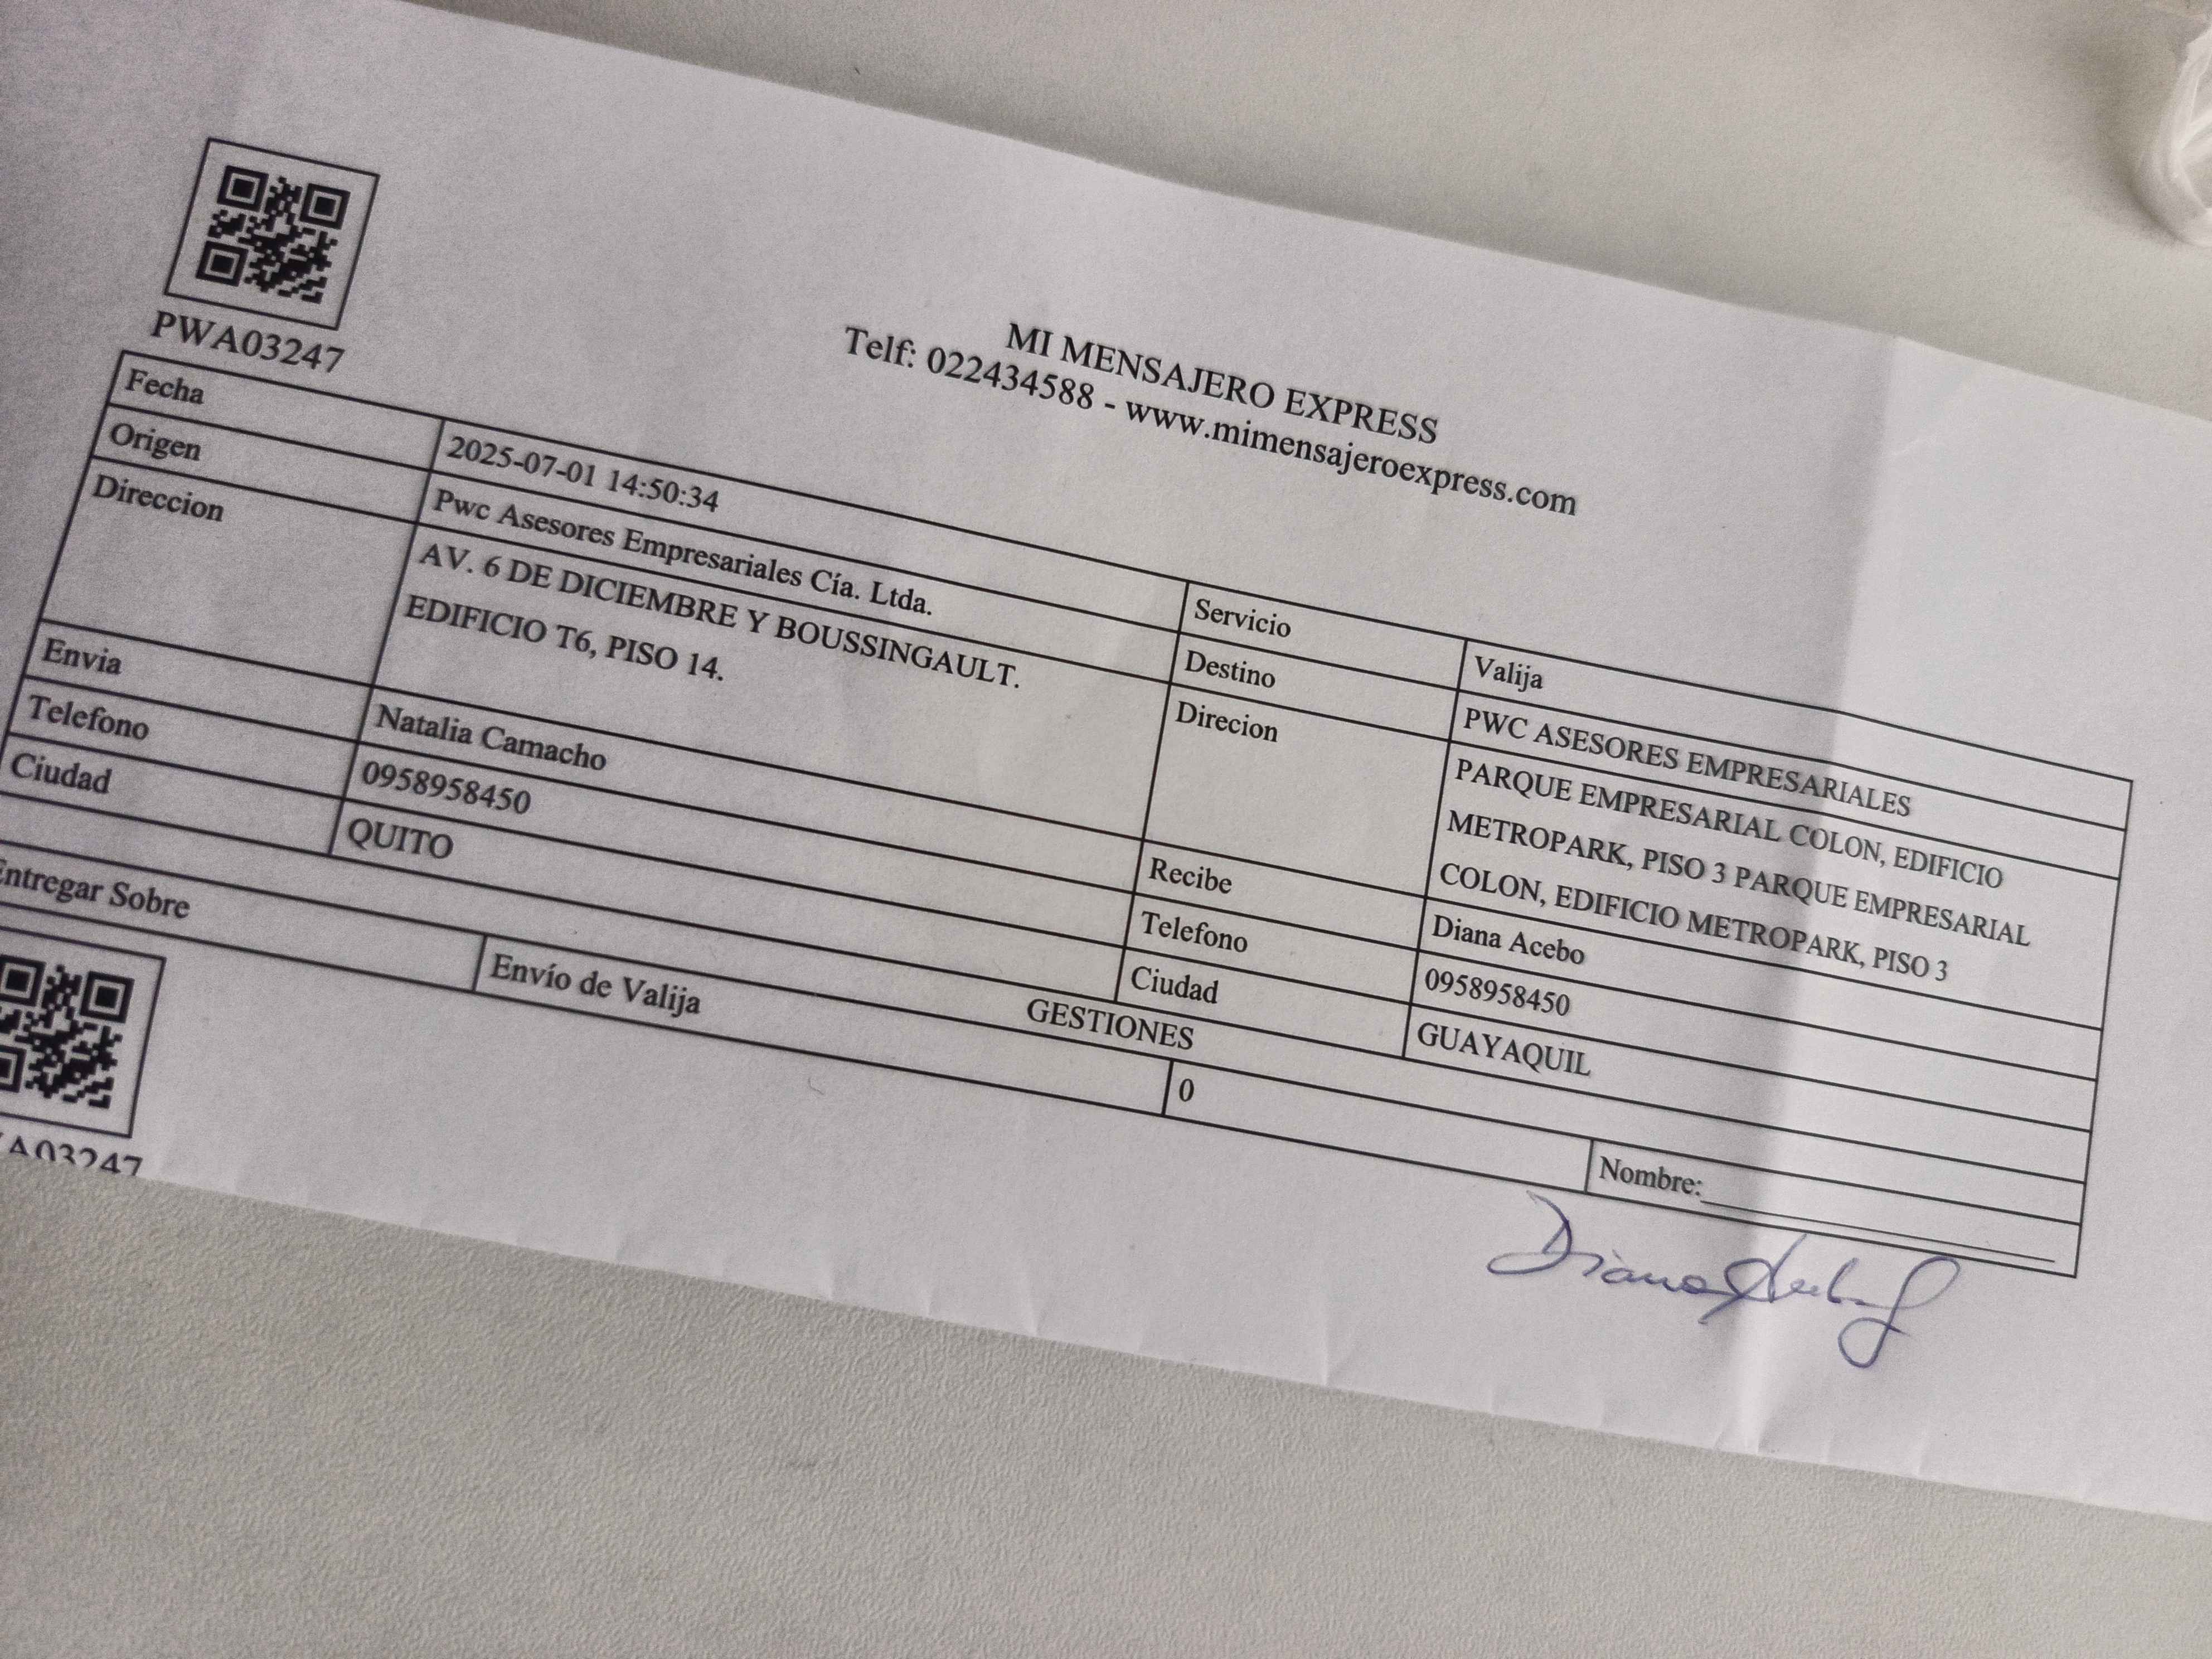 PWA03247
MI MENSAJERO EXPRESS
Telf: 022434588 - www.mimensajeroexpress.com
Fecha 2025-07-01 14:50:34 Servicio Valija
Origen Pwc Asesores Empresariales Cía. Ltda. Destino PWC ASESORES EMPRESARIALES
Direccion AV. 6 DE DICIEMBRE Y BOUSSINGAULT. Direcion PARQUE EMPRESARIAL COLON, EDIFICIO
EDIFICIO T6, PISO 14. METROPARK, PISO 3 PARQUE EMPRESARIAL
COLON, EDIFICIO METROPARK, PISO 3
Envia Natalia Camacho Recibe Diana Acebo
Telefono 0958958450 Telefono 0958958450
Ciudad QUITO Ciudad GUAYAQUIL
GESTIONES
Entregar Sobre Envío de Valija 0 Nombre:
Diana Acebo
A03247